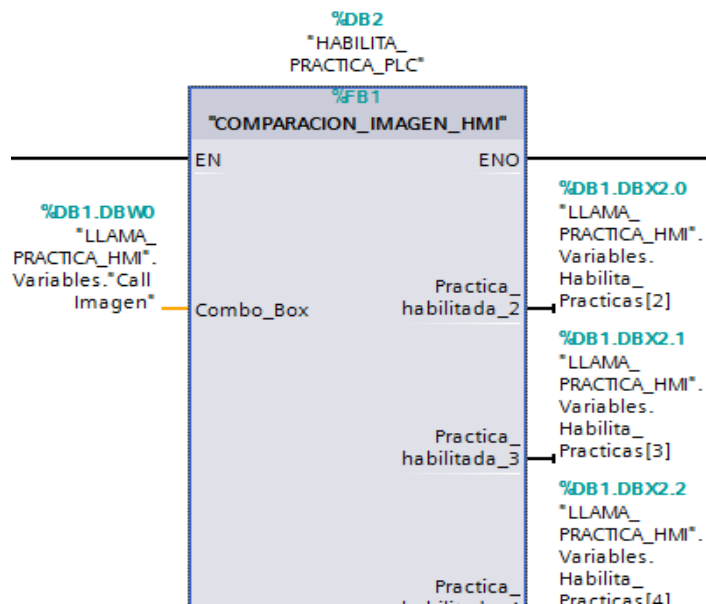 %DB2
"HABILITA_
PRACTICA_PLC"
%FB1
"COMPARACION_IMAGEN_HMI"
EN
ENO
%DB1.DBW0
"LLAMA_
PRACTICA_HMI".
Variables."Call
Imagen"
Combo_Box
Practica_
habilitada_2
%DB1.DBX2.0
"LLAMA_
PRACTICA_HMI".
Variables.
Habilita_
Practicas[2]
Practica_
habilitada_3
%DB1.DBX2.1
"LLAMA_
PRACTICA_HMI".
Variables.
Habilita_
Practicas[3]
Practica_
%DB1.DBX2.2
"LLAMA_
PRACTICA_HMI".
Variables.
Habilita_
Practicas[4]